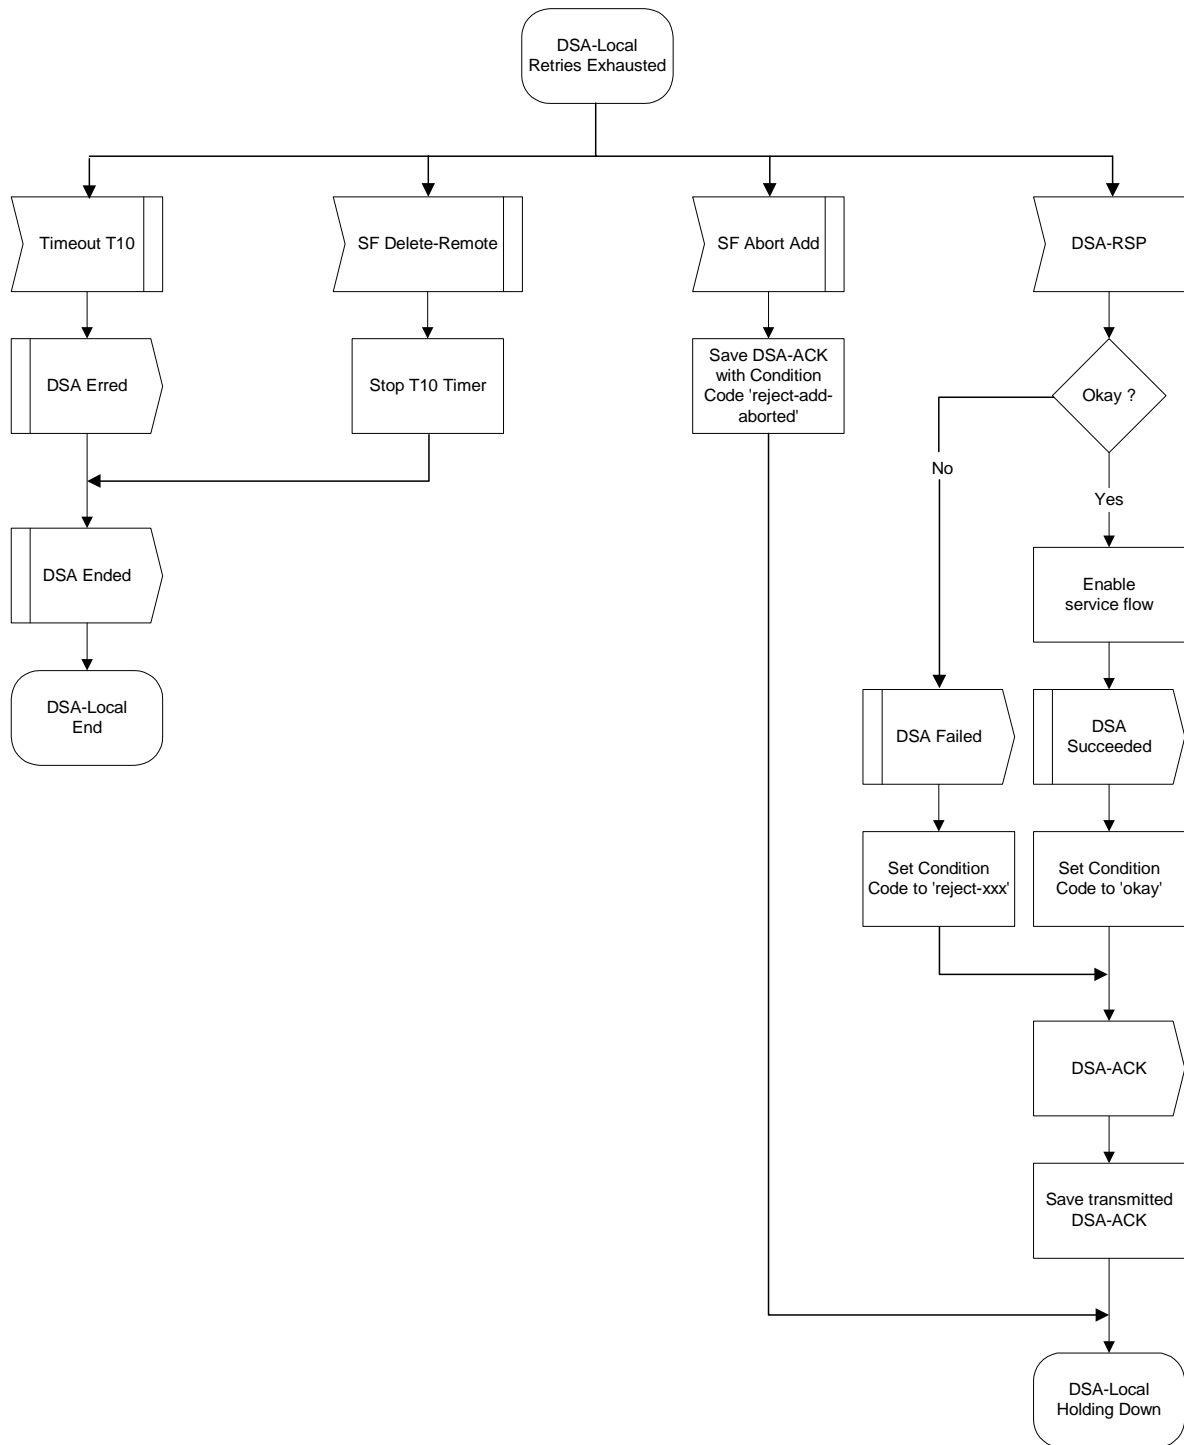 DSA-Local
Retries Exhausted
Timeout T10
SF Delete-Remote
SF Abort Add
DSA-RSP
DSA Erred
Stop T10 Timer
Save DSA-ACK
with Condition
Code 'reject-add-
aborted'
Okay ?
No
Yes
DSA Ended
Enable
service flow
DSA-Local
End
DSA Failed
DSA
Succeeded
Set Condition
Code to 'reject-xxx'
Set Condition
Code to 'okay'
DSA-ACK
Save transmitted
DSA-ACK
DSA-Local
Holding Down